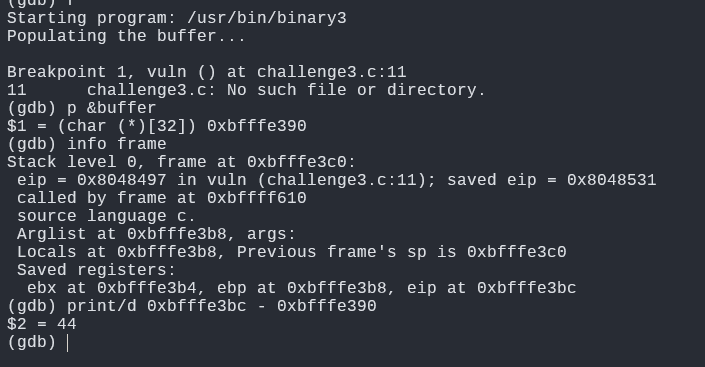 (gdb) r
Starting program: /usr/bin/binary3
Populating the buffer...
Breakpoint 1, vuln () at challenge3.c:11
11      challenge3.c: No such file or directory.
(gdb) p &buffer
$1 = (char (*)[32]) 0xbfffe390
(gdb) info frame
Stack level 0, frame at 0xbfffe3c0:
 eip = 0x8048497 in vuln (challenge3.c:11); saved eip = 0x8048531
 called by frame at 0xbffff610
 source language c.
 Arglist at 0xbfffe3b8, args:
 Locals at 0xbfffe3b8, Previous frame's sp is 0xbfffe3c0
 Saved registers:
  ebx at 0xbfffe3b4, ebp at 0xbfffe3b8, eip at 0xbfffe3bc
(gdb) print/d 0xbfffe3bc - 0xbfffe390
$2 = 44
(gdb)